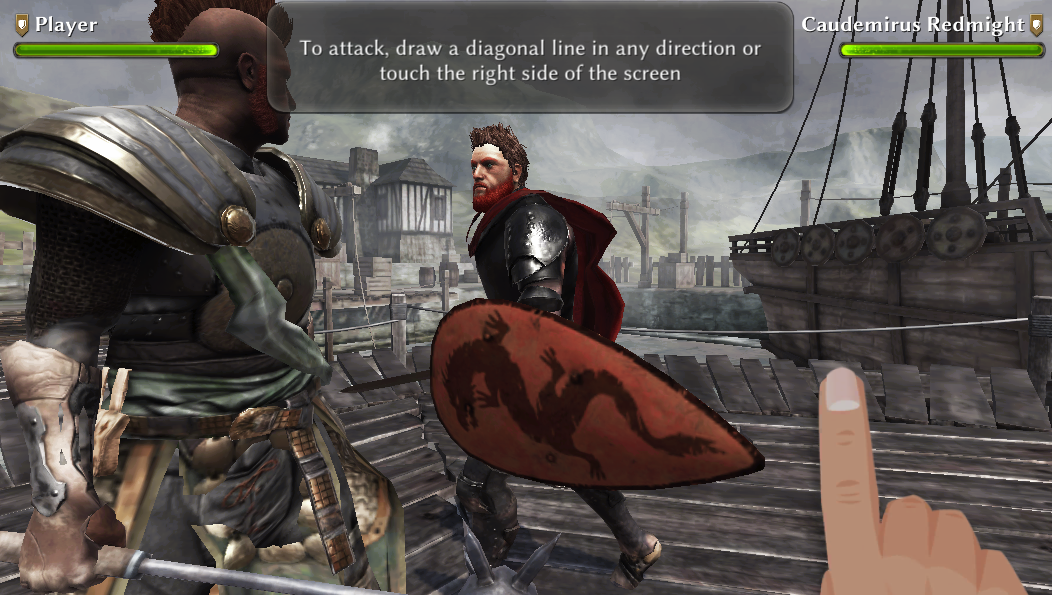 Player
To attack, draw a diagonal line in any direction or
touch the right side of the screen
Caudemirus Redmight